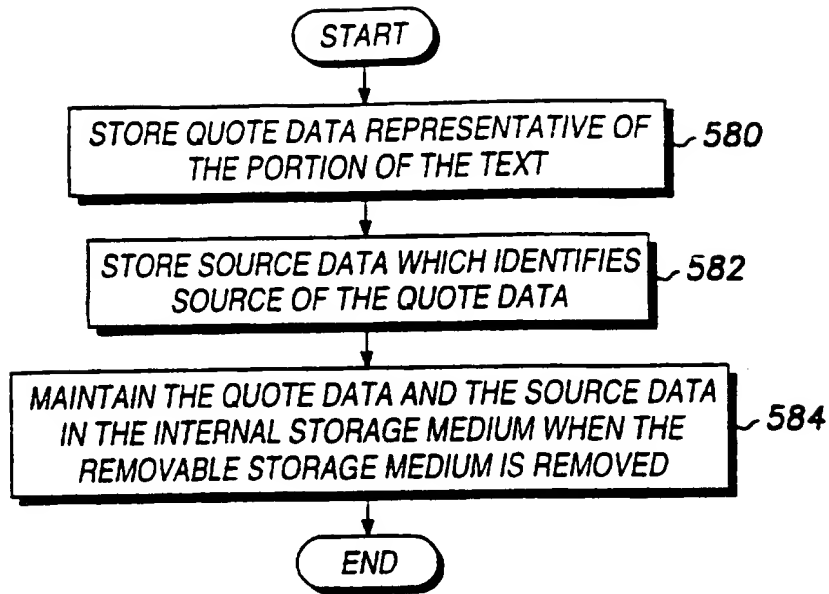 START
STORE QUOTE DATA REPRESENTATIVE OF
THE PORTION OF THE TEXT
580
STORE SOURCE DATA WHICH IDENTIFIES
SOURCE OF THE QUOTE DATA
582
MAINTAIN THE QUOTE DATA AND THE SOURCE DATA
IN THE INTERNAL STORAGE MEDIUM WHEN THE
REMOVABLE STORAGE MEDIUM IS REMOVED
584
END